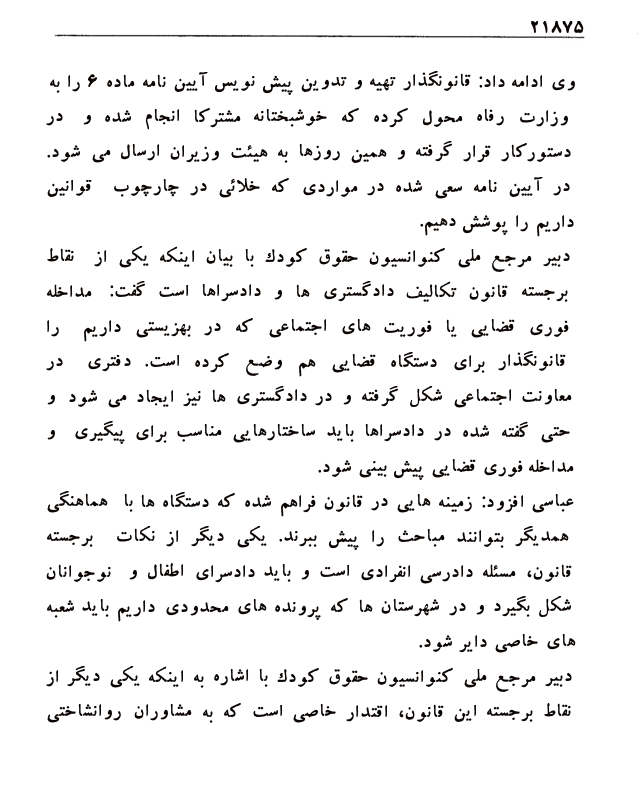 ۲۱۸۷۵
وی ادامه داد: قانونگذار تهیه و تدوین پیش نویس آیین نامه ماده ۶ را به
وزارت رفاه محول کرده که خوشبختانه مشترکا انجام شده و در
دستورکار قرار گرفته و همین روزها به هیئت وزیران ارسال می شود.
در آیین نامه سعی شده در مواردی که خلائی در چارچوب قوانین
داریم را پوشش دهیم.
دبیر مرجع ملی کنوانسیون حقوق کودك با بیان اینکه یکی از نقاط
برجسته قانون تکالیف دادگستری ها و دادسراها است گفت: مداخله
فوری قضایی یا فوریت های اجتماعی که در بهزیستی داریم را
قانونگذار برای دستگاه قضایی هم وضع کرده است. دفتری در
معاونت اجتماعی شکل گرفته و در دادگستری ها نیز ایجاد می شود و
حتی گفته شده در دادسراها باید ساختارهایی مناسب برای پیگیری و
مداخله فوری قضایی پیش بینی شود.
عباسی افزود: زمینه هایی در قانون فراهم شده که دستگاه ها با هماهنگی
همدیگر بتوانند مباحث را پیش ببرند. یکی دیگر از نکات برجسته
قانون، مسئله دادرسی انفرادی است و باید دادسرای اطفال و نوجوانان
شکل بگیرد و در شهرستان ها که پرونده های محدودی داریم باید شعبه
های خاصی دایر شود.
دبیر مرجع ملی کنوانسیون حقوق کودك با اشاره به اینکه یکی دیگر از
نقاط برجسته این قانون، اقتدار خاصی است که به مشاوران روانشاختی